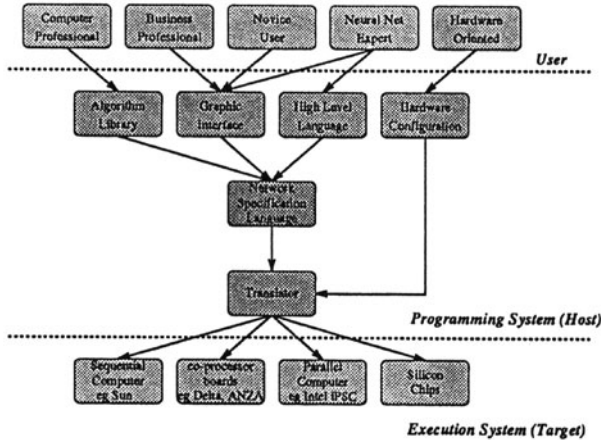 Computer
Professional
Business
Professional
Novice
User
Neural Net
Expert
Hardware
Oriented
User
Algorithm
Library
Graphic
Interface
High Level
Language
Hardware
Configuration
Network
Specification
Language
Translator
Programming System (Host)
Sequential
Computer
eg Sun
co-processor
boards
eg Delta, ANZA
Parallel
Computer
eg Intel iPSC
Silicon
Chips
Execution System (Target)